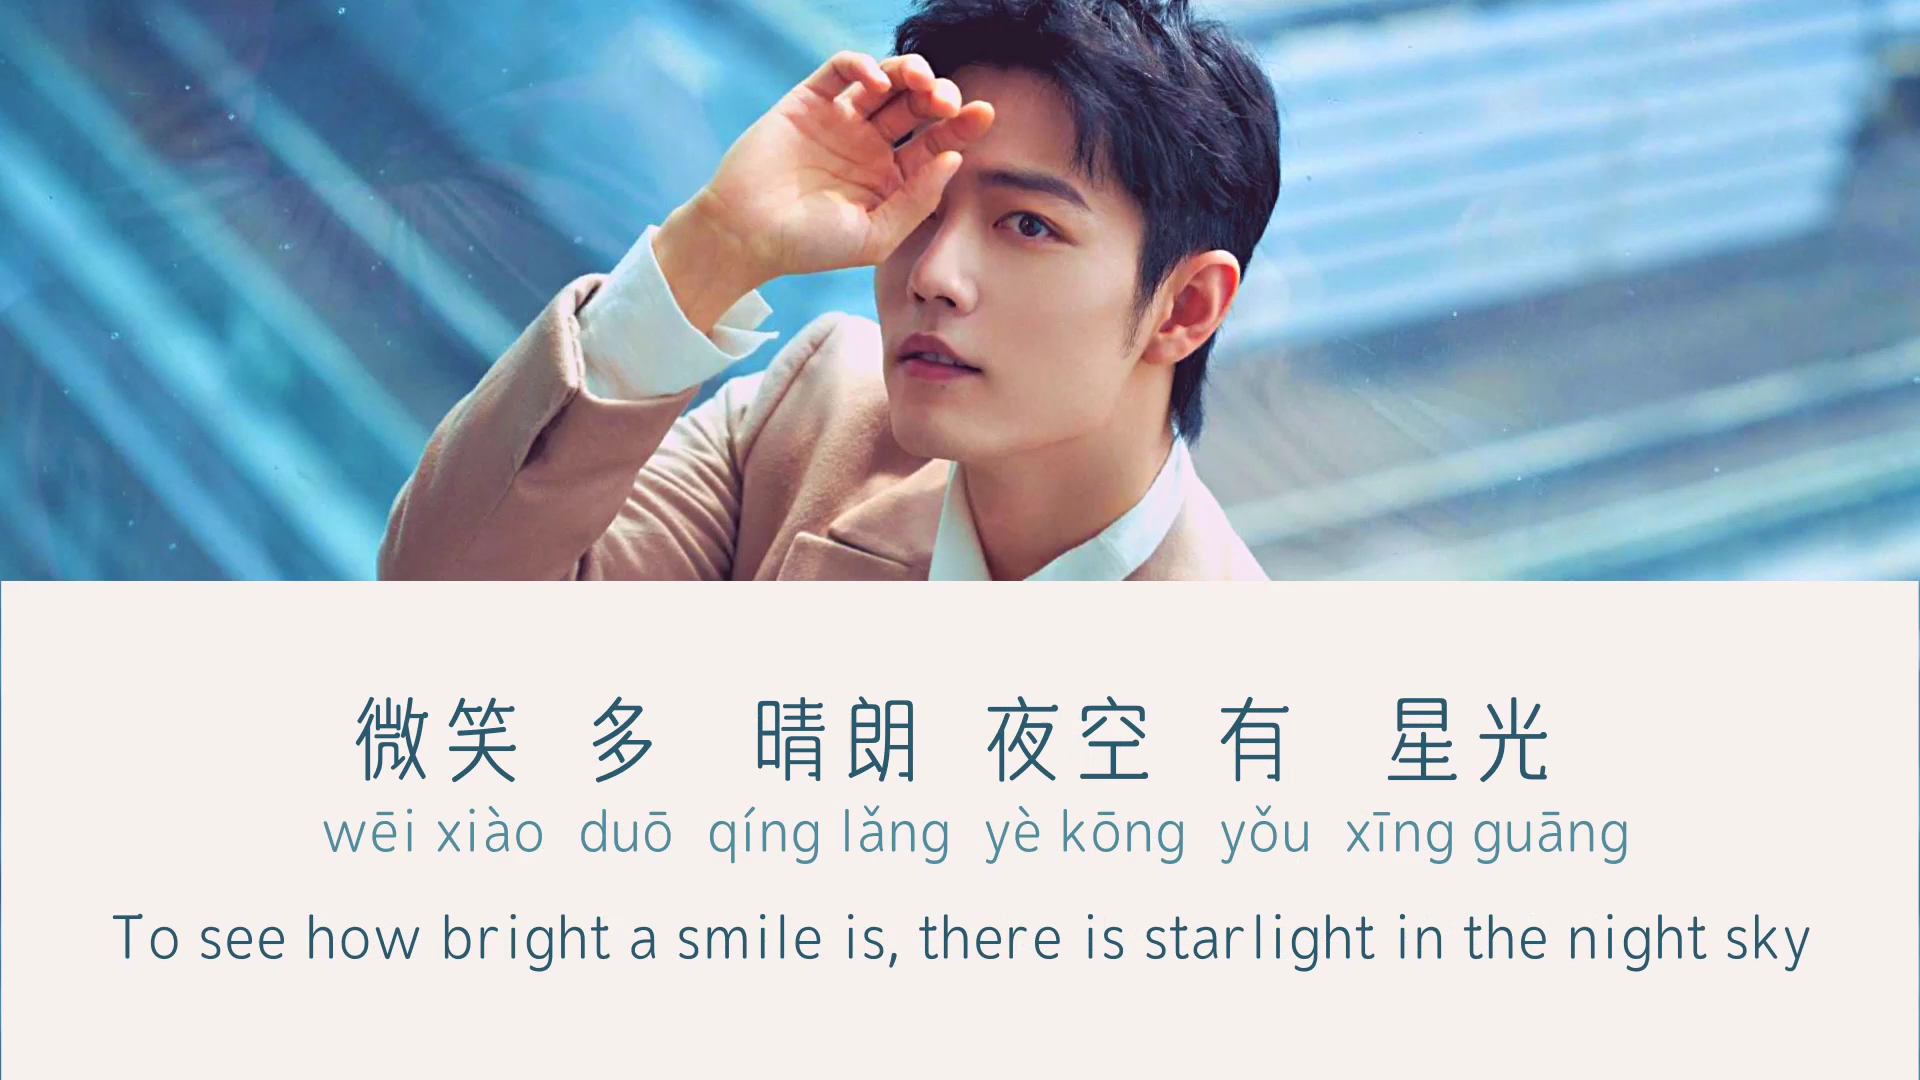 微笑 多 晴朗 夜空 有 星光
wēi xiào duō qíng lǎng yè kōng yǒu xīng guāng
To see how bright a smile is, there is starlight in the night sky